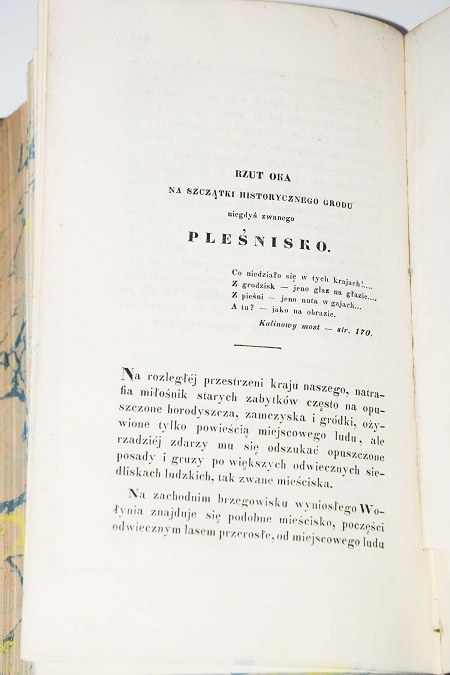 RZUT OKA
NA SZCZĄTKI HISTORYCZNEGO GRODU
niegdyś zwanego
PLEŚNISKO.
Co niedziało się w tych krajach!....
Z grodzisk — jeno głaz na głazie....
Z pieśni — jeno nuta w gajach...
A tu? — jako na obrazie.
Kalinowy most — str. 170.
Na rozległéj przestrzeni kraju naszego, natra-
fia miłośnik starych zabytków często na opu-
szczone horodyszcza, zamczyska i gródki, oży-
wione tylko powieścią miejscowego ludu, ale
rzadziéj zdarzy mu się odszukać opuszczone
posady i gruzy po większych odwiecznych sie-
dliskach ludzkich, tak zwane mieściska.
Na zachodnim brzegowisku wyniosłego Wo-
łynia znajduje się podobne mieścisko, poczęści
odwiecznym lasem przerosłe, od miejscowego ludu